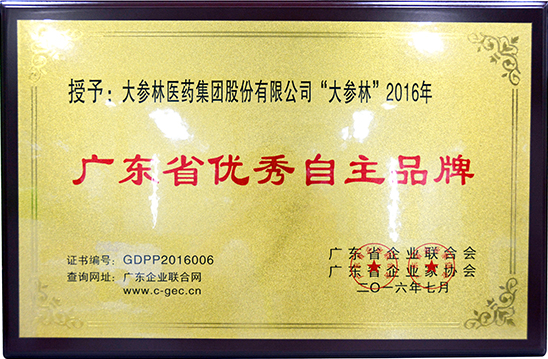 授予：大参林医药集团股份有限公司“大参林”2016年
广东省优秀自主品牌
证书编号：GDPP2016006
查询网址：广东企业联合网
www.c-gec.cn
广东省企业联合会
广东省企业家协会
二〇一六年七月